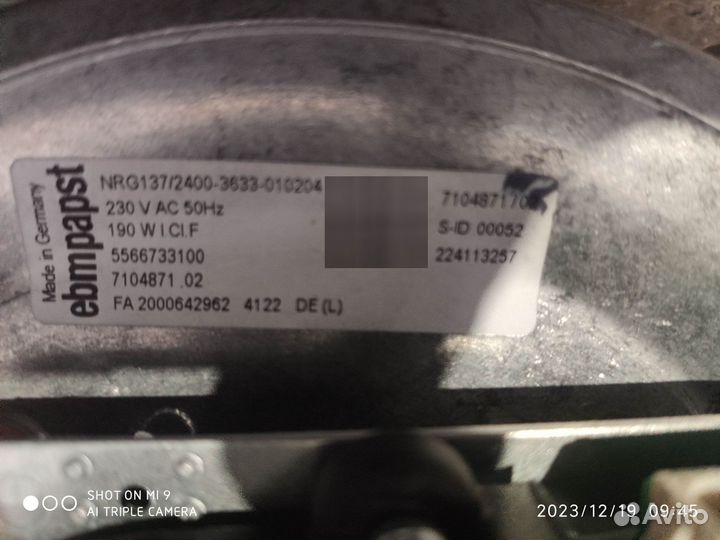 Made in Germany
ebmpapst
NRG137/2400-3633-010204
230 V AC 50Hz
190 W I.Cl.F
5566733100
7104871 .02
FA 2000642962 4122 DE (L)
S-ID 00052
224113257
SHOT ON MI 9
AI TRIPLE CAMERA
2023/12/19 09:45
Avito